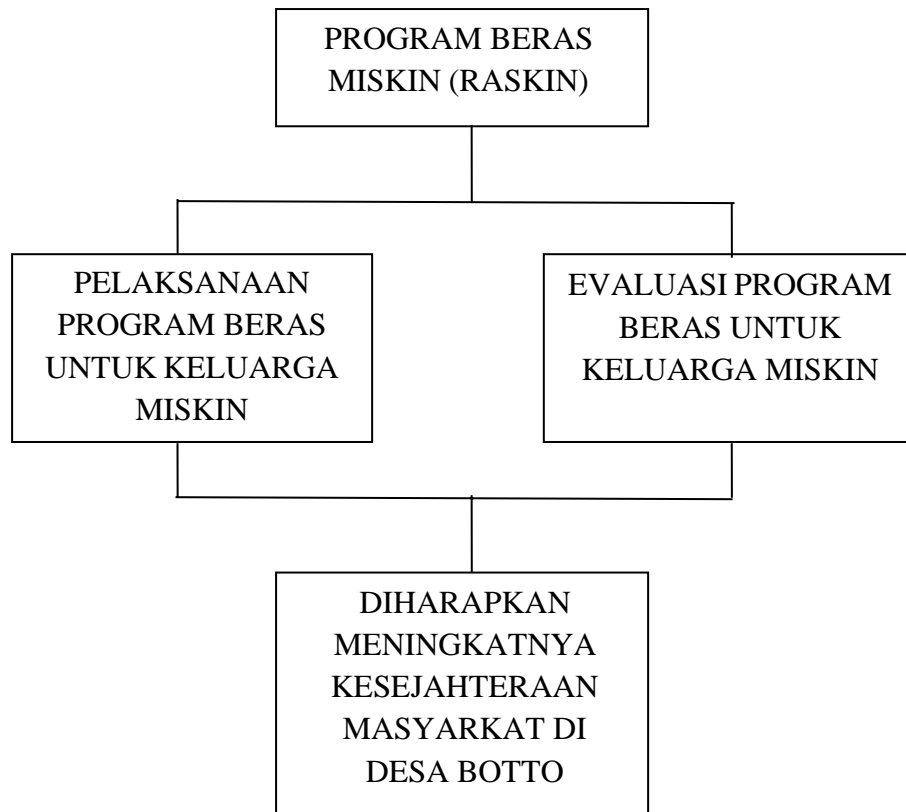 PROGRAM BERAS
MISKIN (RASKIN)
PELAKSANAAN
PROGRAM BERAS
UNTUK KELUARGA
MISKIN
EVALUASI PROGRAM
BERAS UNTUK
KELUARGA MISKIN
DIHARAPKAN
MENINGKATNYA
KESEJAHTERAAN
MASYARKAT DI
DESA BOTTO